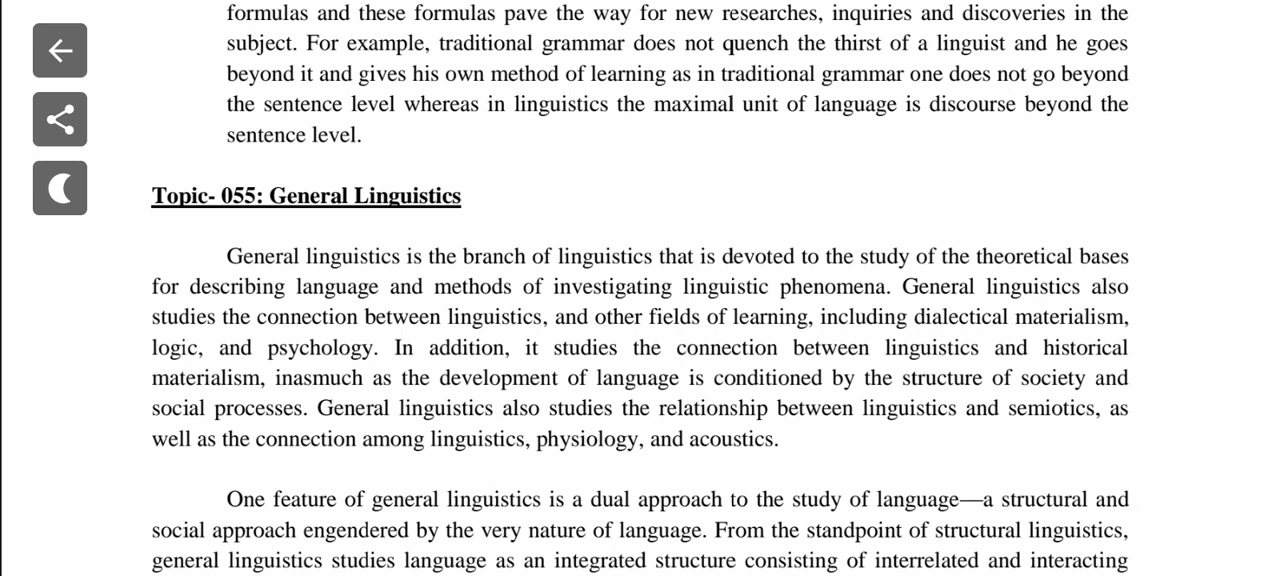 formulas and these formulas pave the way for new researches, inquiries and discoveries in the
subject. For example, traditional grammar does not quench the thirst of a linguist and he goes
beyond it and gives his own method of learning as in traditional grammar one does not go beyond
the sentence level whereas in linguistics the maximal unit of language is discourse beyond the
sentence level.
Topic- 055: General Linguistics
General linguistics is the branch of linguistics that is devoted to the study of the theoretical bases
for describing language and methods of investigating linguistic phenomena. General linguistics also
studies the connection between linguistics, and other fields of learning, including dialectical materialism,
logic, and psychology. In addition, it studies the connection between linguistics and historical
materialism, inasmuch as the development of language is conditioned by the structure of society and
social processes. General linguistics also studies the relationship between linguistics and semiotics, as
well as the connection among linguistics, physiology, and acoustics.
One feature of general linguistics is a dual approach to the study of language—a structural and
social approach engendered by the very nature of language. From the standpoint of structural linguistics,
general linguistics studies language as an integrated structure consisting of interrelated and interacting